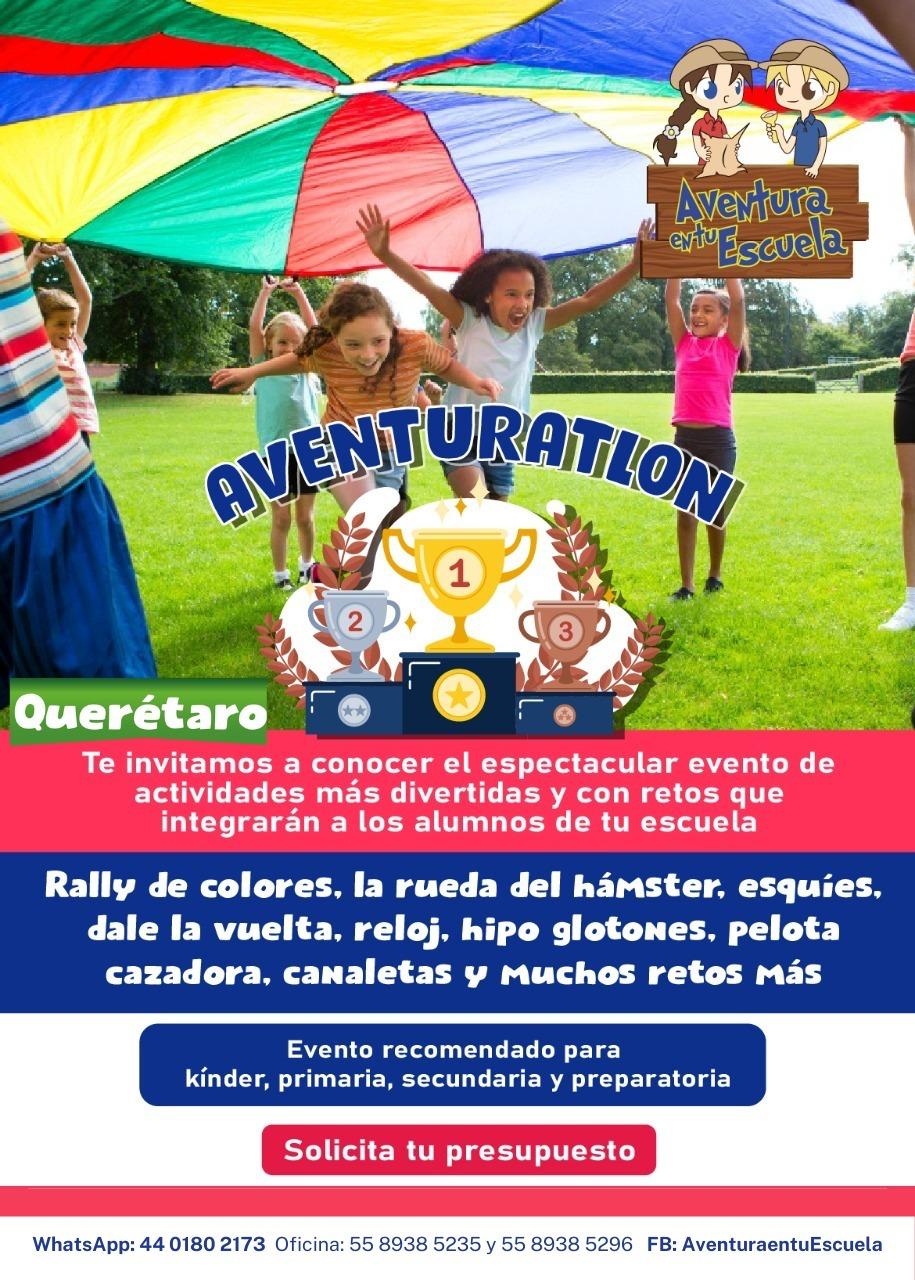 Aventura
en tu Escuela
AVENTURATLON
1
2
3
Querétaro
Te invitamos a conocer el espectacular evento de
actividades más divertidas y con retos que
integrarán a los alumnos de tu escuela
Rally de colores, la rueda del hámster, esquíes,
dale la vuelta, reloj, hipo glotones, pelota
cazadora, canaletas y muchos retos más
Evento recomendado para
kínder, primaria, secundaria y preparatoria
Solicita tu presupuesto
WhatsApp: 44 0180 2173 Oficina: 55 8938 5235 y 55 8938 5296 FB: AventuraentuEscuela